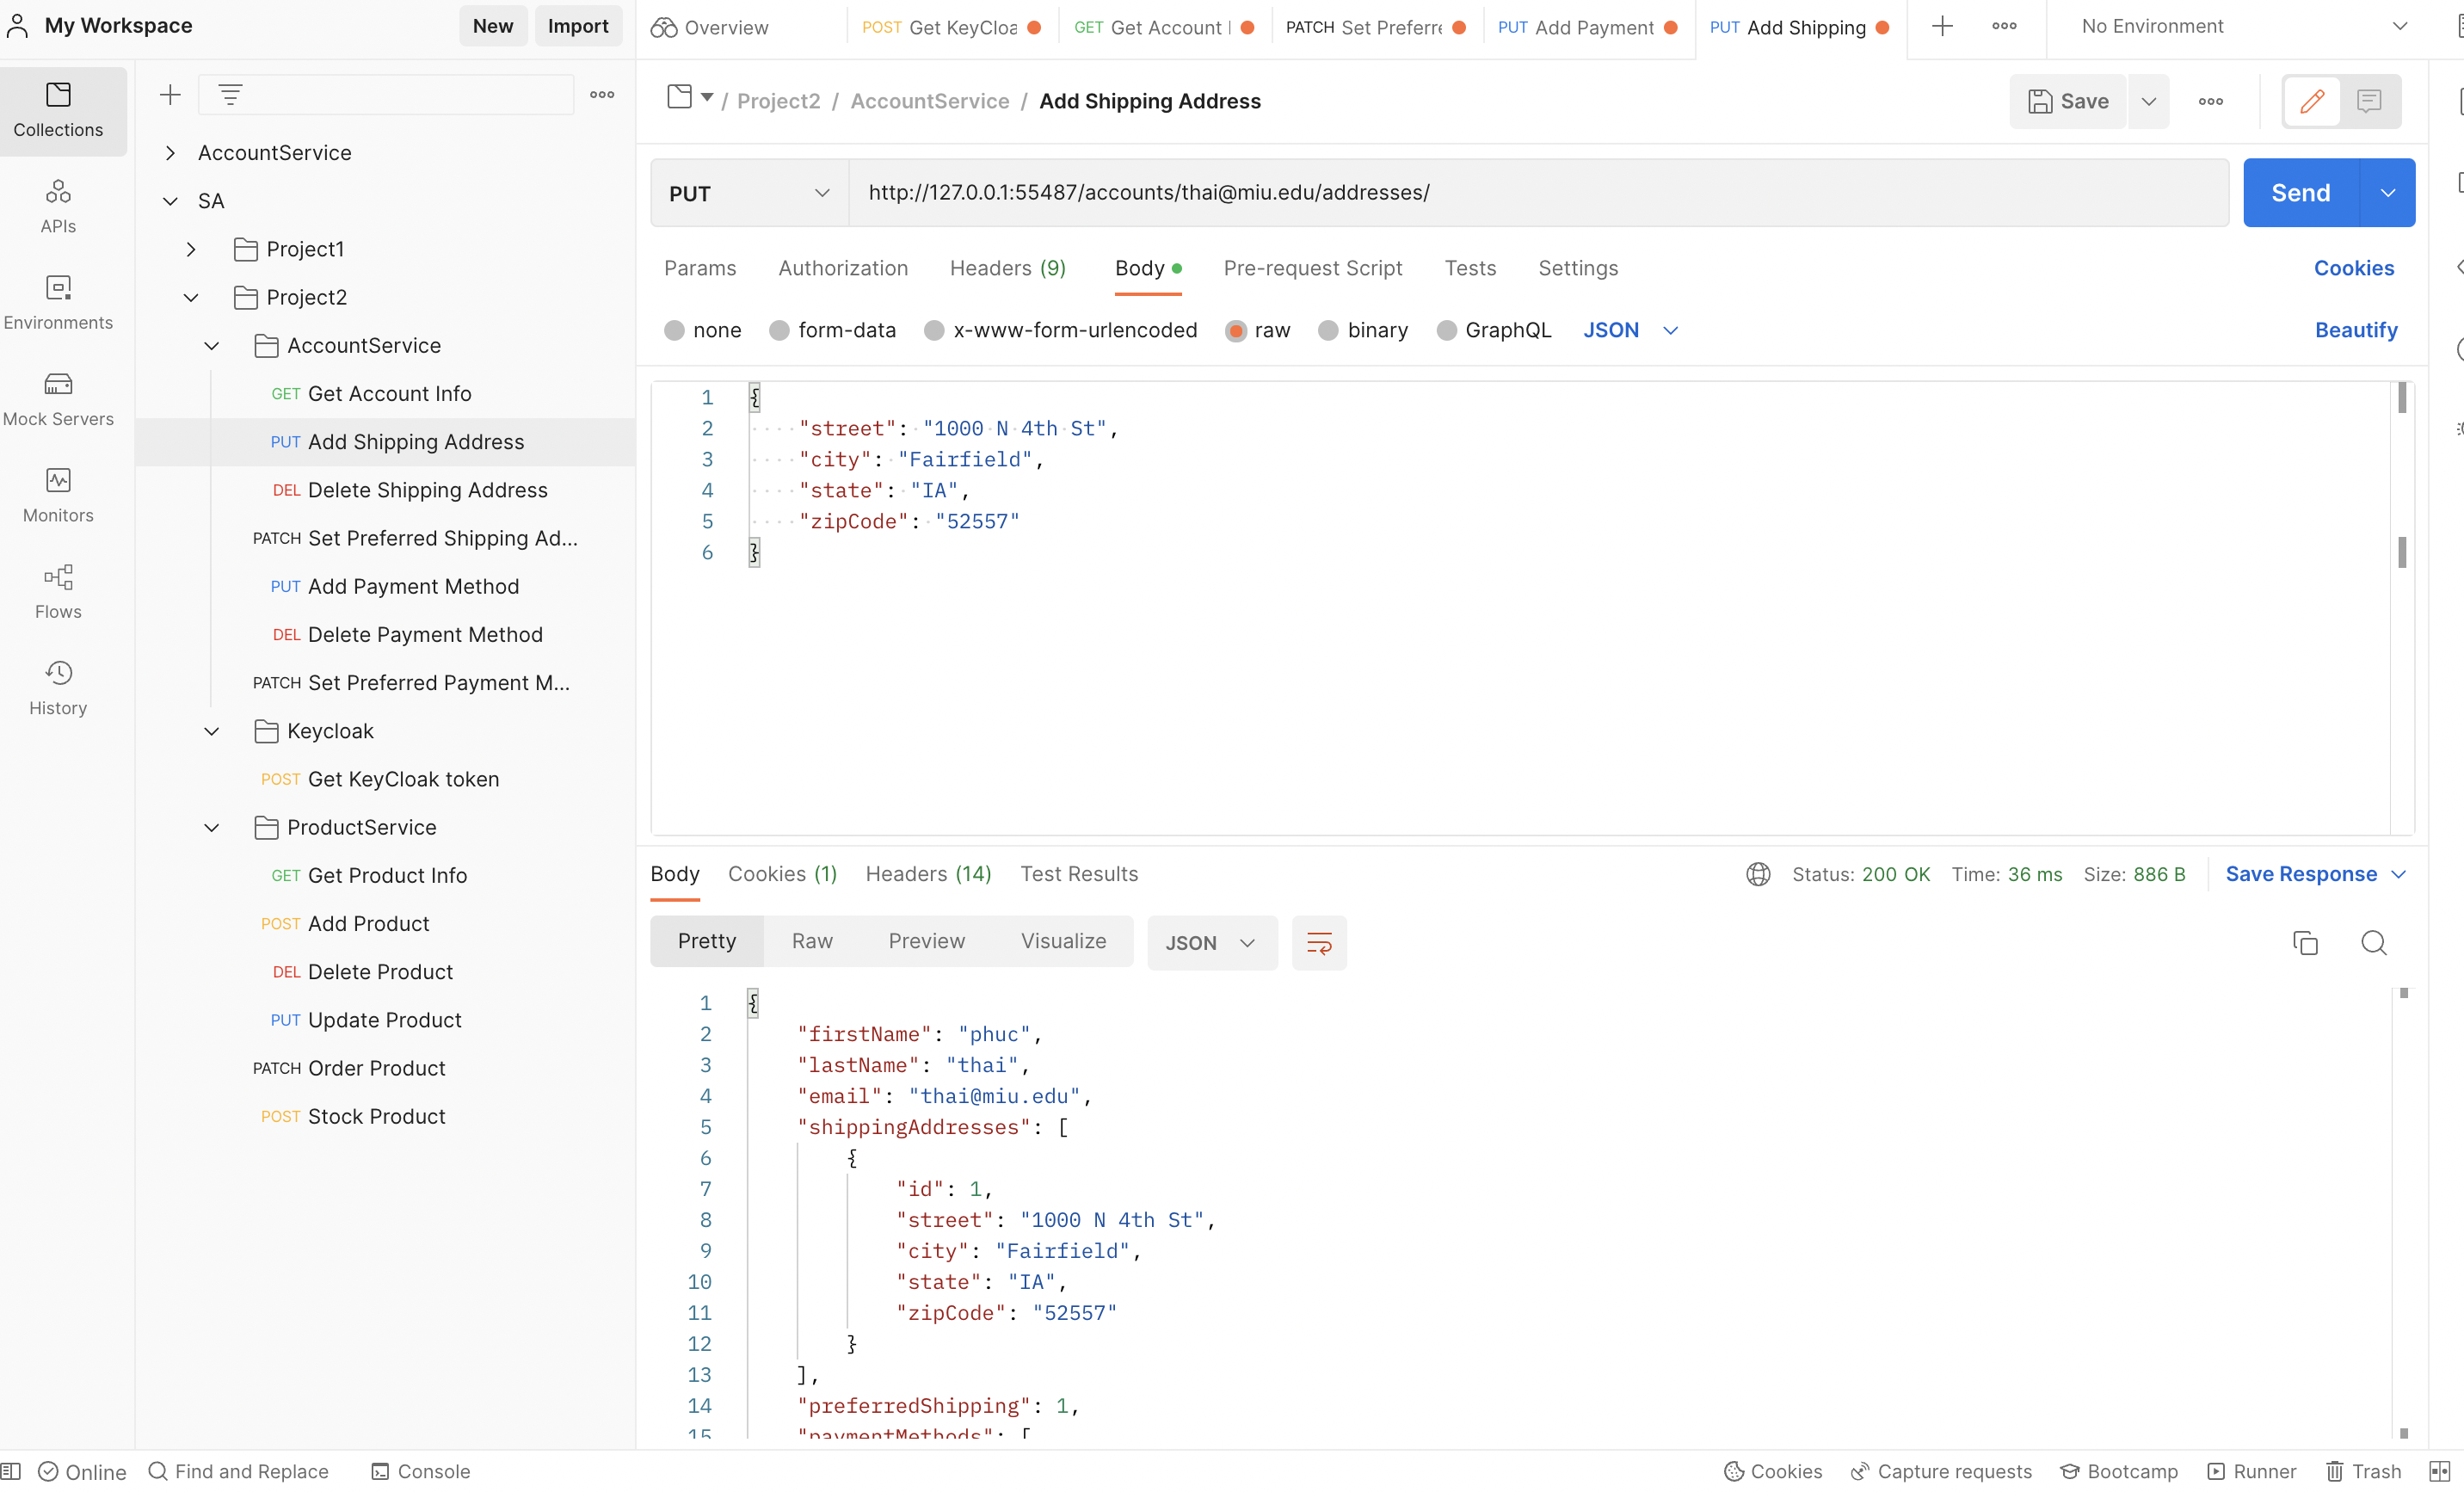 My Workspace
New
Import
Overview
POST Get KeyCloa
GET Get Account
PATCH Set Preferre
PUT Add Payment
PUT Add Shipping
No Environment
Collections
APIs
Environments
Mock Servers
Monitors
Flows
History
AccountService
SA
Project1
Project2
AccountService
GET Get Account Info
PUT Add Shipping Address
DEL Delete Shipping Address
PATCH Set Preferred Shipping Ad...
PUT Add Payment Method
DEL Delete Payment Method
PATCH Set Preferred Payment M...
Keycloak
POST Get KeyCloak token
ProductService
GET Get Product Info
POST Add Product
DEL Delete Product
PUT Update Product
PATCH Order Product
POST Stock Product
/ Project2 / AccountService / Add Shipping Address
Save
PUT
http://127.0.0.1:55487/accounts/thai@miu.edu/addresses/
Send
Params Authorization Headers (9) Body Pre-request Script Tests Settings
Cookies
none form-data x-www-form-urlencoded raw binary GraphQL JSON
Beautify
1 {
2 "street": "1000 N 4th St",
3 "city": "Fairfield",
4 "state": "IA",
5 "zipCode": "52557"
6 }
Body Cookies (1) Headers (14) Test Results
Status: 200 OK Time: 36 ms Size: 886 B
Save Response
Pretty Raw Preview Visualize JSON
1 {
2 "firstName": "phuc",
3 "lastName": "thai",
4 "email": "thai@miu.edu",
5 "shippingAddresses": [
6 {
7 "id": 1,
8 "street": "1000 N 4th St",
9 "city": "Fairfield",
10 "state": "IA",
11 "zipCode": "52557"
12 }
13 ],
14 "preferredShipping": 1,
15 "paymentMethods": [
Online
Find and Replace
Console
Cookies
Capture requests
Bootcamp
Runner
Trash